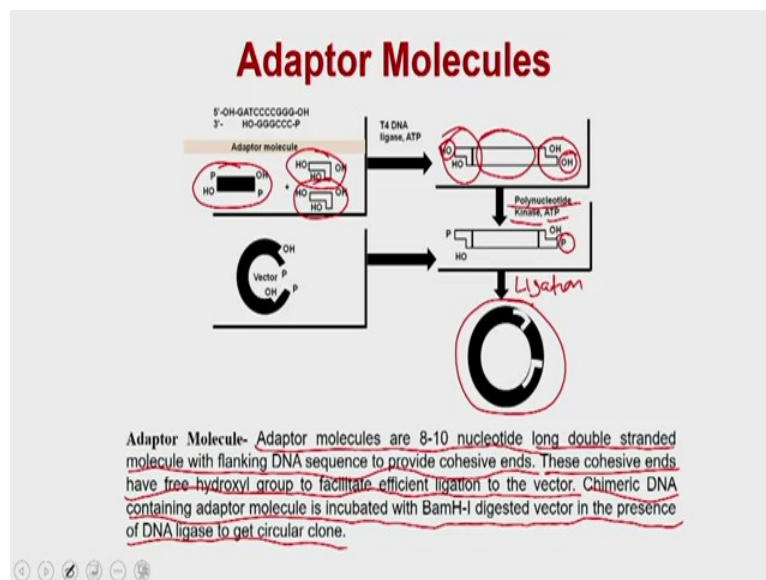 Adaptor Molecules
5'-OH-GATCCCCGGG-OH
3'- HO-GGGCCC-P
Adaptor molecule
P OH
HO P
+
HO OH
HO
HO OH
HO
T4 DNA
ligase, ATP
HO OH
HO OH
Polynucleotide
Kinase, ATP
P OH
HO P
Vector
OH
P
OH P
Ligation
Adaptor Molecule- Adaptor molecules are 8-10 nucleotide long double stranded
molecule with flanking DNA sequence to provide cohesive ends. These cohesive ends
have free hydroxyl group to facilitate efficient ligation to the vector. Chimeric DNA
containing adaptor molecule is incubated with BamH-I digested vector in the presence
of DNA ligase to get circular clone.